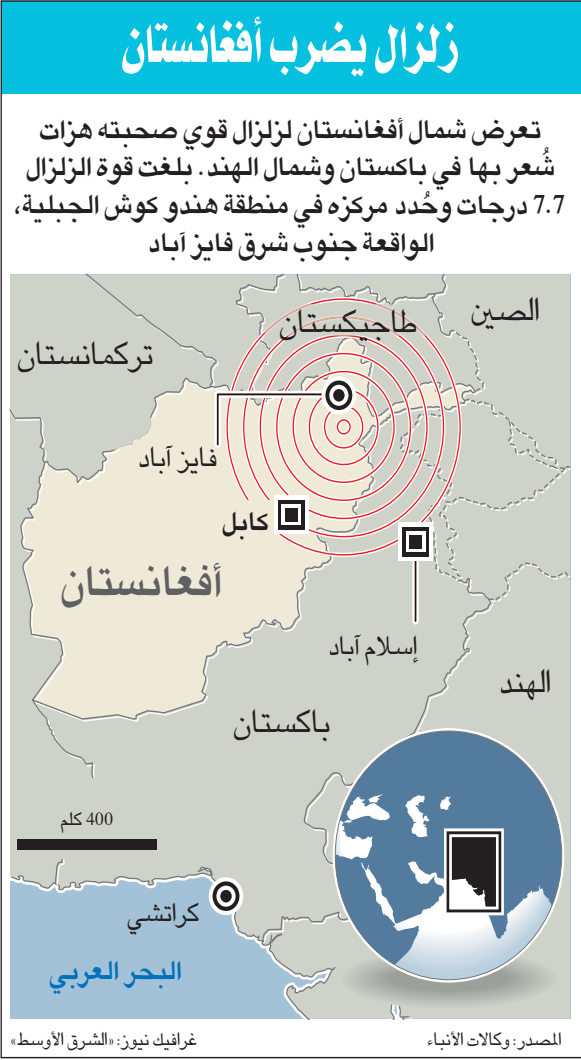 زلزال يضرب أفغانستان
تعرض شمال أفغانستان لزلزال قوي صحبته هزات
شُعر بها في باكستان وشمال الهند. بلغت قوة الزلزال
7.7 درجات وحُدد مركزه في منطقة هندو كوش الجبلية،
الواقعة جنوب شرق فايز آباد
الصين
طاجيكستان
تركمانستان
فايز آباد
كابل
أفغانستان
إسلام آباد
الهند
باكستان
400 كلم
كراتشي
البحر العربي
المصدر: وكالات الأنباء
غرافيك نيوز: «الشرق الأوسط»